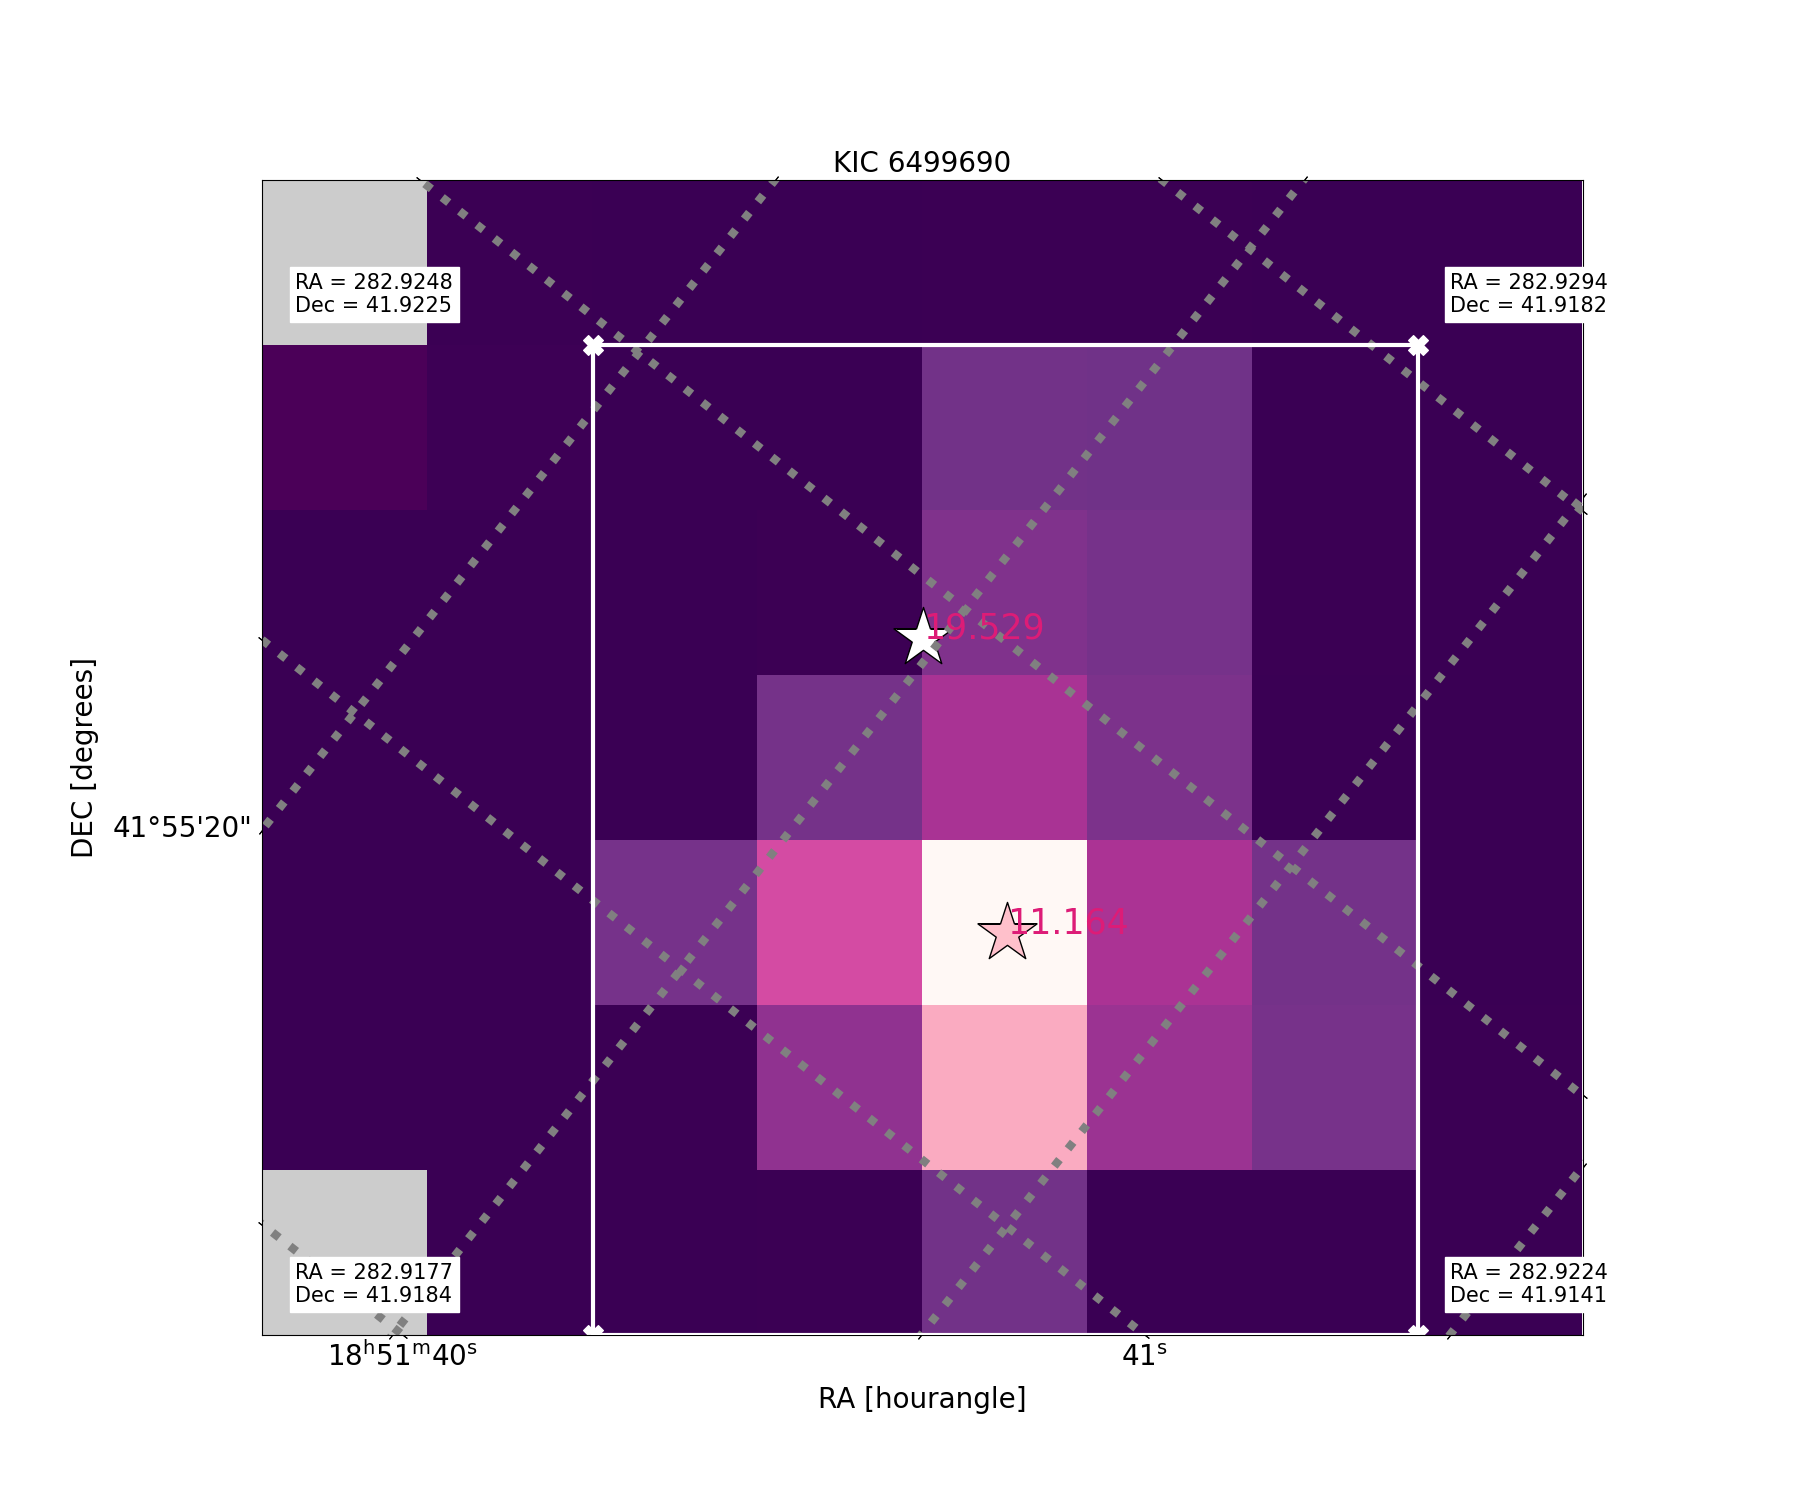 KIC 6499690
RA = 282.9248
Dec = 41.9225
RA = 282.9294
Dec = 41.9182
19.529
DEC [degrees]
41°55'20"
11.164
RA = 282.9177
Dec = 41.9184
RA = 282.9224
Dec = 41.9141
18h51m40s
41s
RA [hourangle]